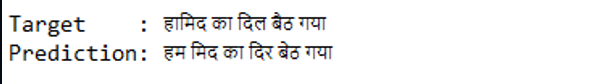 Target    : हामिद का दिल बैठ गया
Prediction: हम मिद का दिर बेठ गया